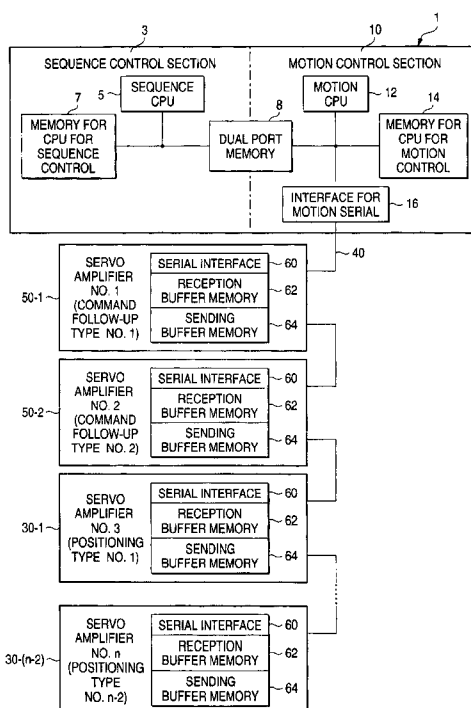 1
3
10
SEQUENCE CONTROL SECTION
MOTION CONTROL SECTION
5
SEQUENCE
CPU
MOTION
CPU
12
7
8
14
MEMORY FOR
CPU FOR
SEQUENCE
CONTROL
DUAL PORT
MEMORY
MEMORY FOR
CPU FOR
MOTION
CONTROL
INTERFACE FOR
MOTION SERIAL
16
40
50-1
SERVO
AMPLIFIER
NO. 1
(COMMAND
FOLLOW-UP
TYPE NO. 1)
SERIAL INTERFACE
60
RECEPTION
BUFFER MEMORY
62
SENDING
BUFFER MEMORY
64
50-2
SERVO
AMPLIFIER
NO. 2
(COMMAND
FOLLOW-UP
TYPE NO. 2)
SERIAL INTERFACE
60
RECEPTION
BUFFER MEMORY
62
SENDING
BUFFER MEMORY
64
30-1
SERVO
AMPLIFIER
NO. 3
(POSITIONING
TYPE NO. 1)
SERIAL INTERFACE
60
RECEPTION
BUFFER MEMORY
62
SENDING
BUFFER MEMORY
64
30-(n-2)
SERVO
AMPLIFIER
NO. n
(POSITIONING
TYPE
NO. n-2)
SERIAL INTERFACE
60
RECEPTION
BUFFER MEMORY
62
SENDING
BUFFER MEMORY
64